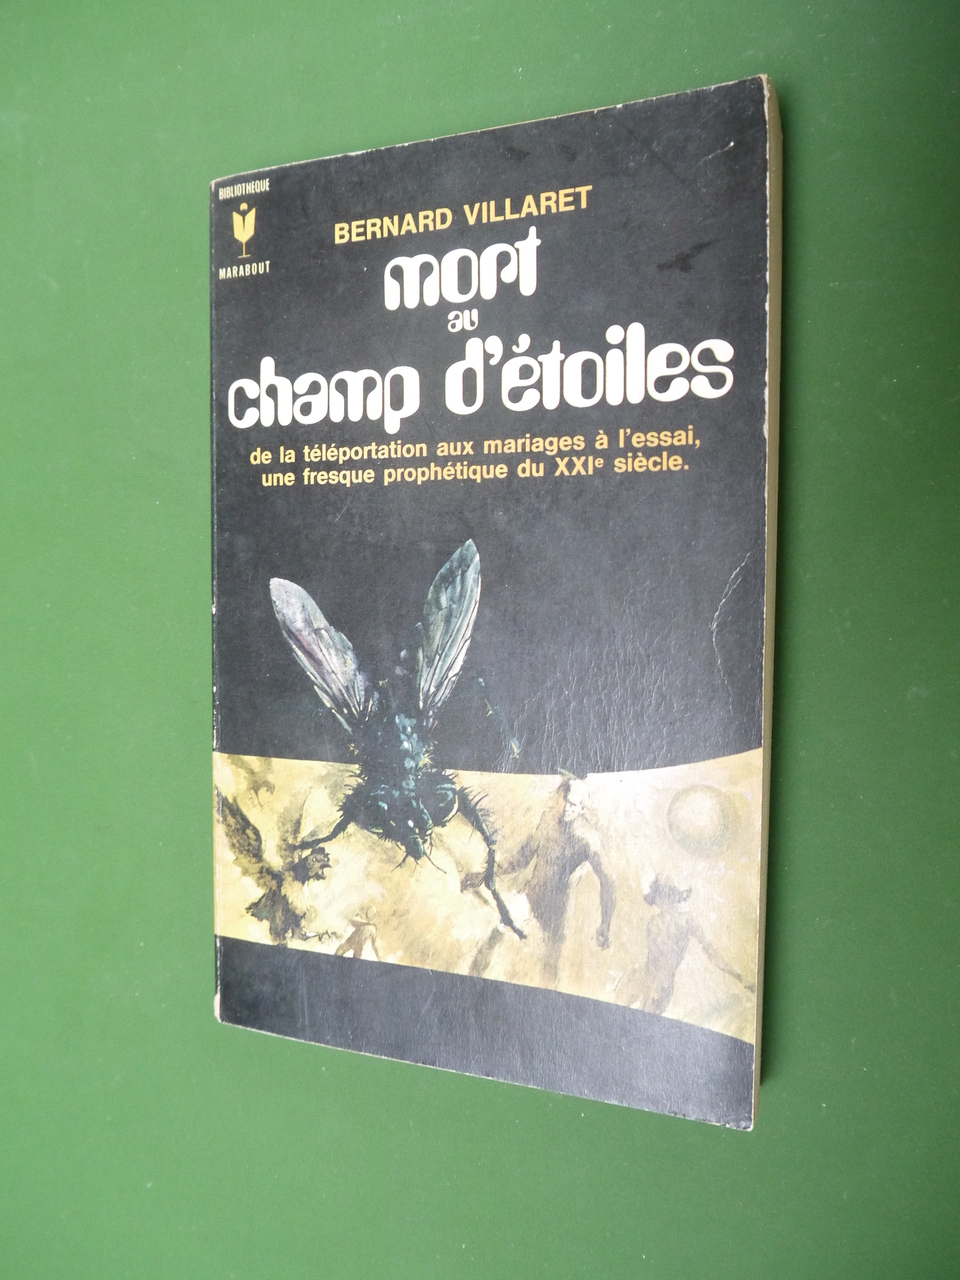 BIBLIOTHEQUE
MARABOUT
BERNARD VILLARET
mort
au
champ d'étoiles
de la téléportation aux mariages à l'essai,
une fresque prophétique du XXIe siècle.